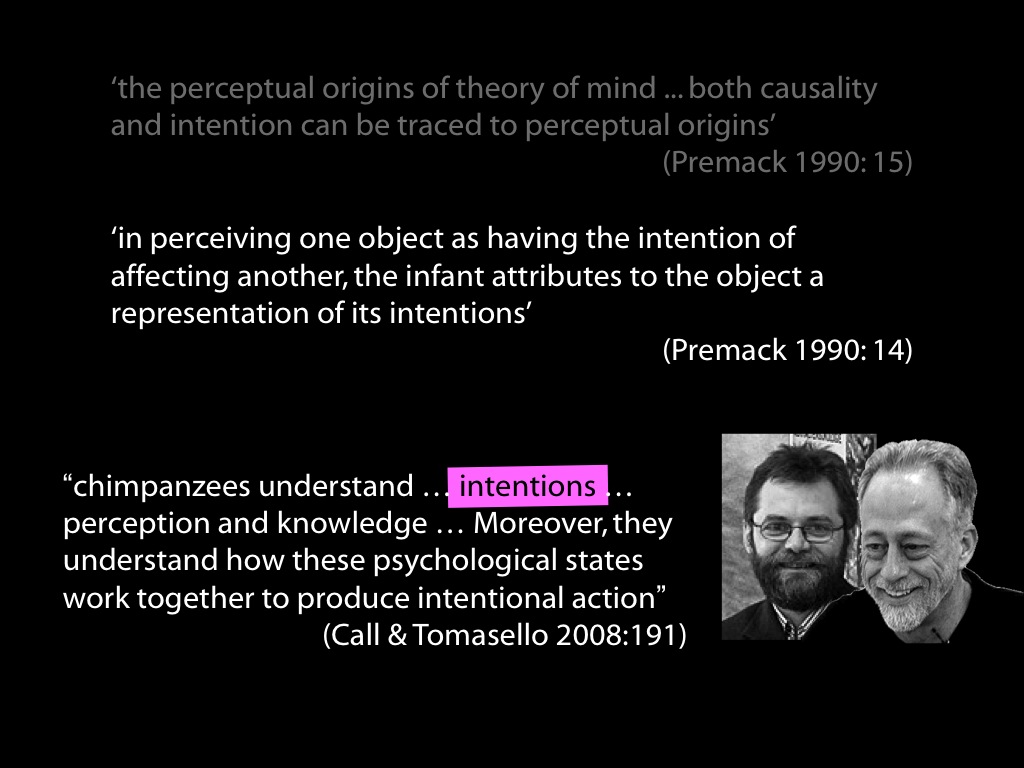 ‘the perceptual origins of theory of mind ... both causality
and intention can be traced to perceptual origins’
(Premack 1990: 15)
‘in perceiving one object as having the intention of
affecting another, the infant attributes to the object a
representation of its intentions’
(Premack 1990: 14)
“chimpanzees understand … intentions …
perception and knowledge … Moreover, they
understand how these psychological states
work together to produce intentional action”
(Call & Tomasello 2008:191)